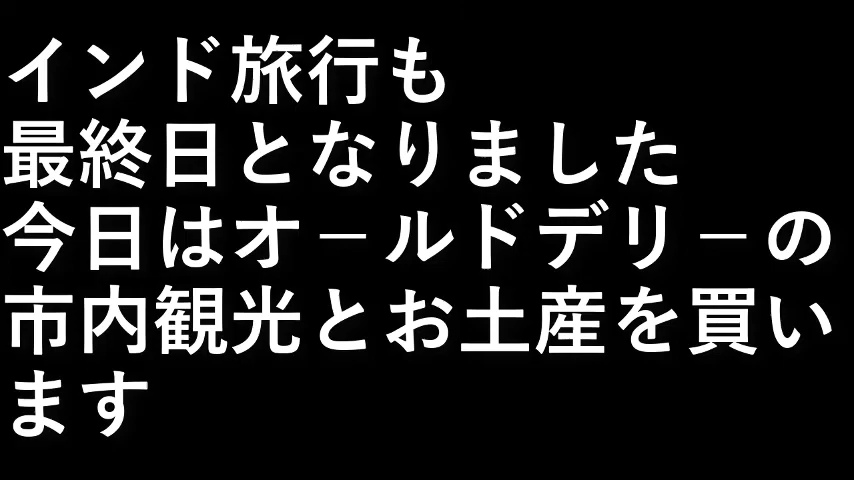 インド旅行も
最終日となりました
今日はオ－ルドデリ－の
市内観光とお土産を買い
ます